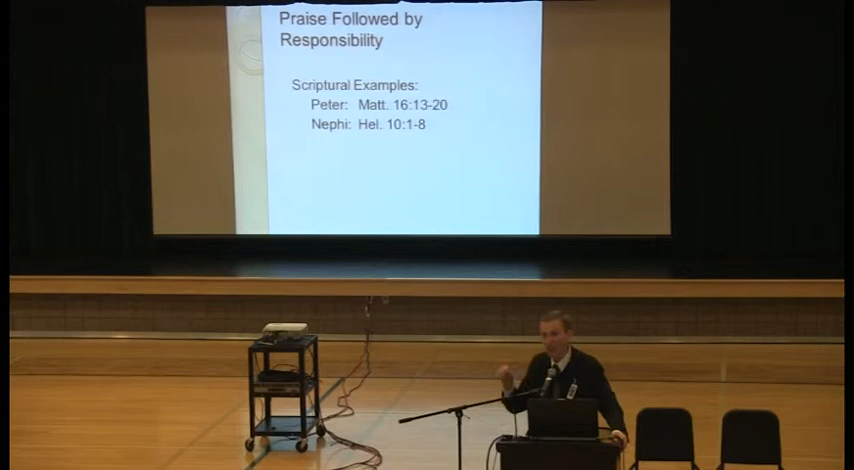 Praise Followed by
Responsibility
Scriptural Examples:
Peter: Matt. 16:13-20
Nephi: Hel. 10:1-8